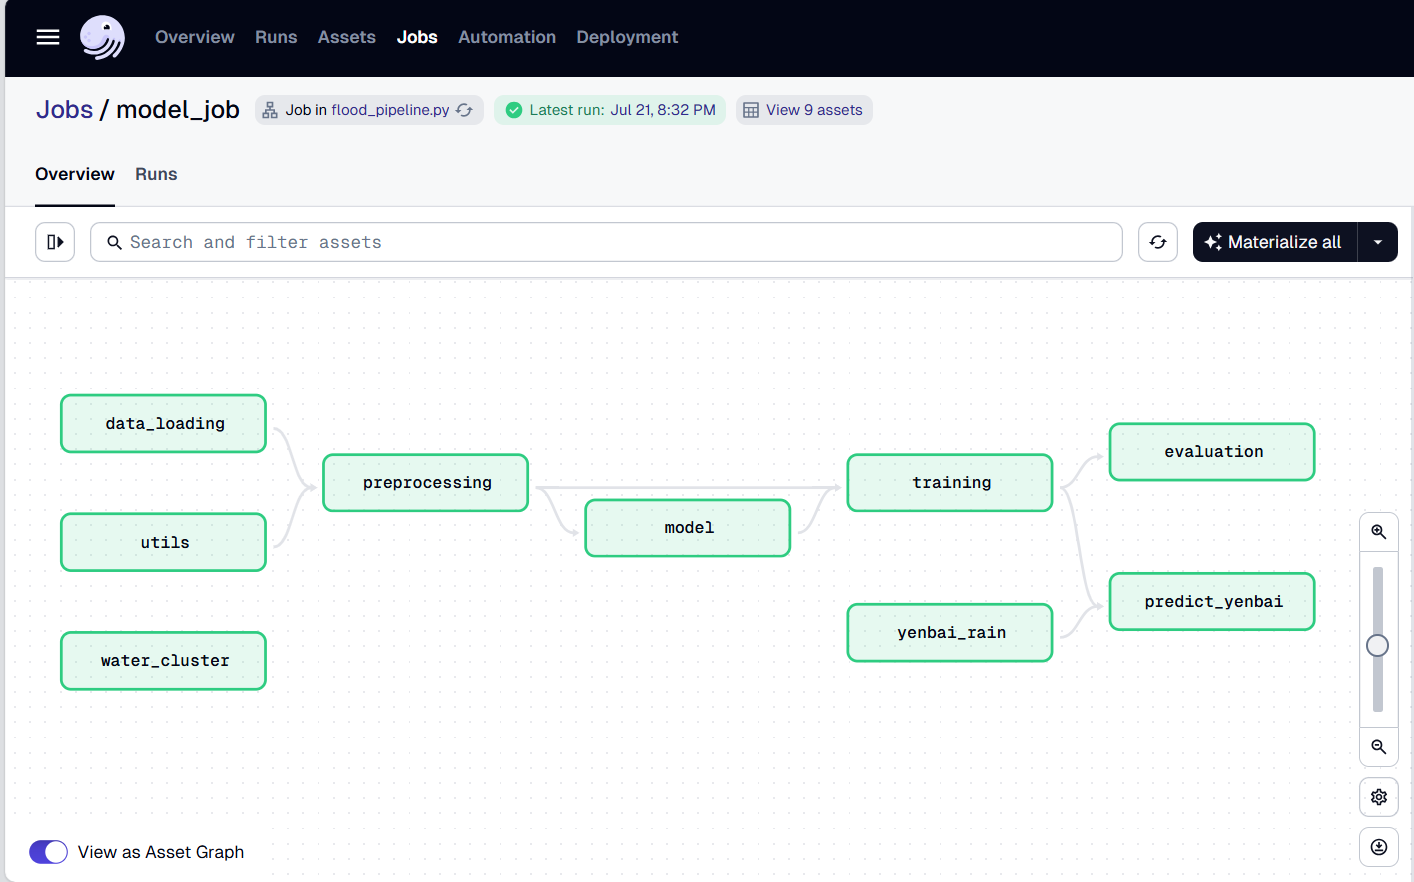 Overview Runs Assets Jobs Automation Deployment
Jobs / model_job Job in flood_pipeline.py Latest run: Jul 21, 8:32 PM View 9 assets
Overview Runs
Search and filter assets Materialize all
data_loading
evaluation
preprocessing
training
model
utils
predict_yenbai
yenbai_rain
water_cluster
View as Asset Graph